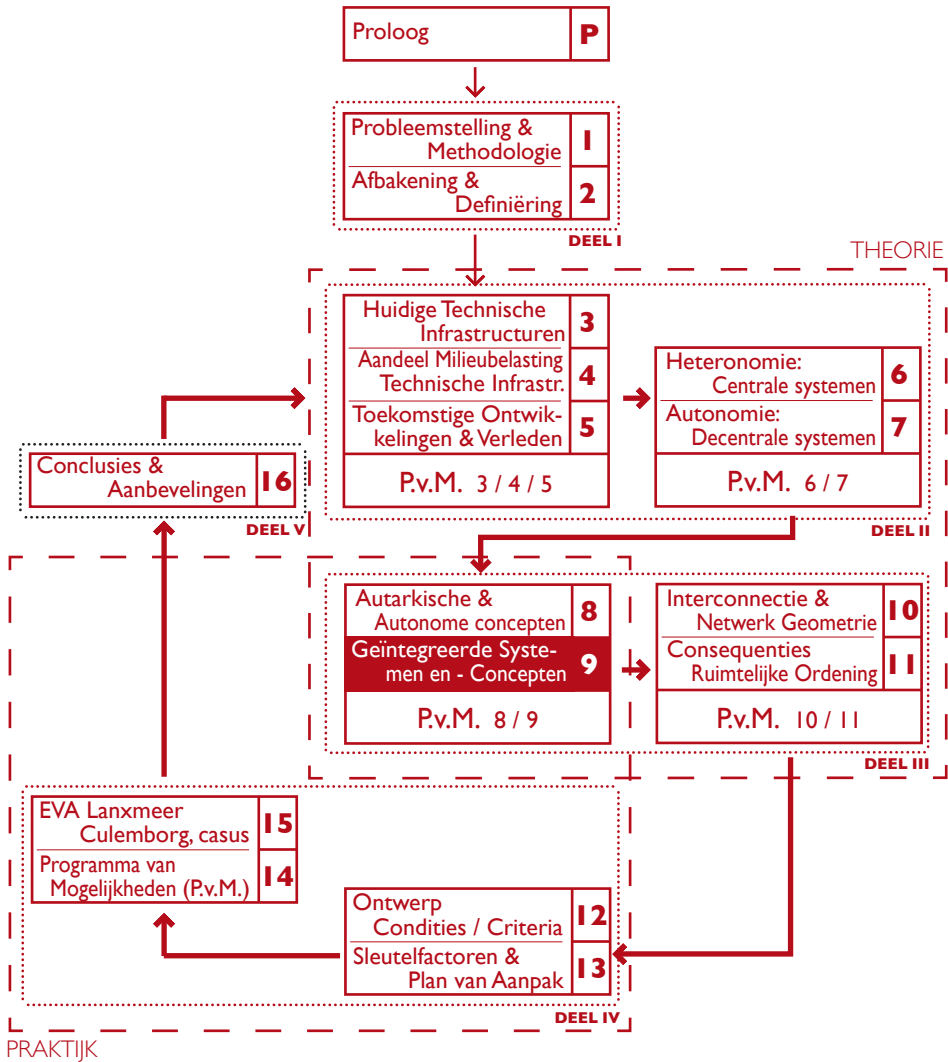 Proloog P
Probleemstelling & 1
Methodologie
Afbakening & 2
Definiëring
DEEL I
THEORIE
Huidige Technische 3
Infrastructuren
Aandeel Milieubelasting 4
Technische Infrastr.
Toekomstige Ontwik- 5
kkelingen & Verleden
P.v.M. 3 / 4 / 5
Heteronomie: 6
Centrale systemen
Autonomie: 7
Decentrale systemen
P.v.M. 6 / 7
DEEL II
Conclusies & 16
Aanbevelingen
DEEL V
Autarkische & 8
Autonome concepten
Geïntegreerde Syste- 9
men en - Concepten
P.v.M. 8 / 9
Interconnectie & 10
Netwerk Geometrie
Consequenties 11
Ruimtelijke Ordening
P.v.M. 10 / 11
DEEL III
EVA Lanxmeer 15
Culemborg, casus
Programma van 14
Mogelijkheden (P.v.M.)
Ontwerp 12
Condities / Criteria
Sleutelfactoren & 13
Plan van Aanpak
DEEL IV
PRAKTIJK